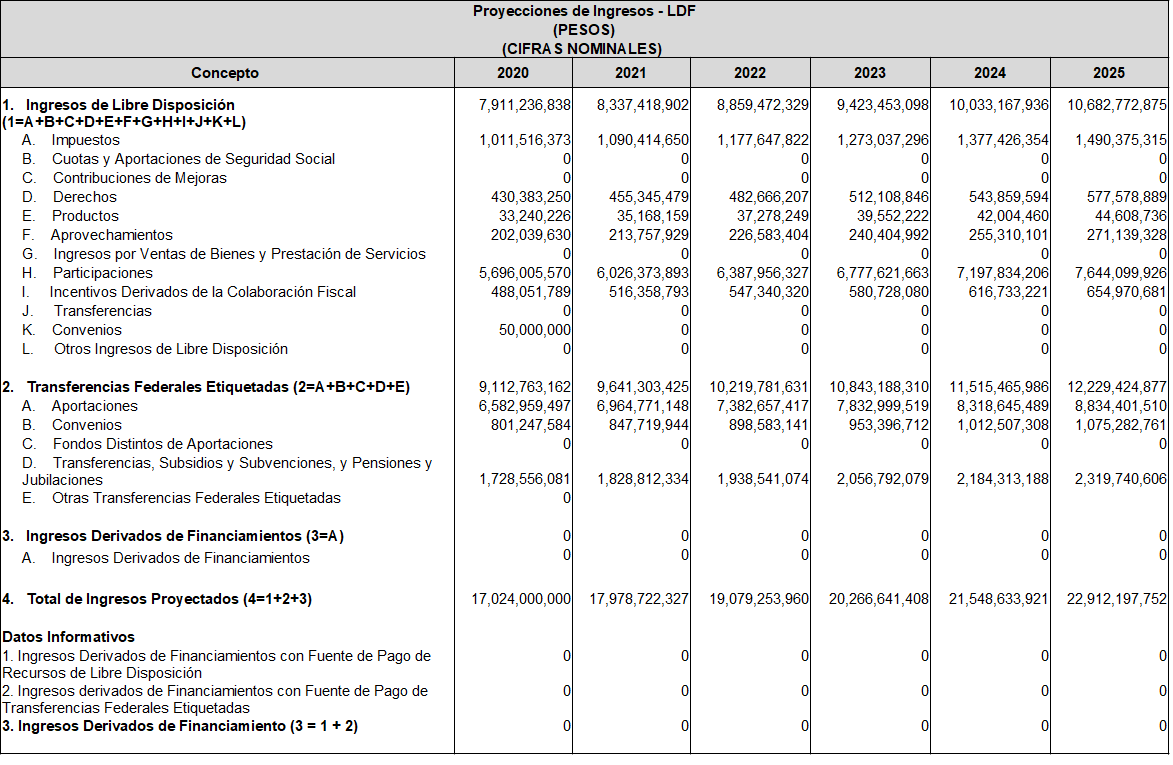 Proyecciones de Ingresos - LDF
(PESOS)
(CIFRAS NOMINALES)
Concepto 2020 2021 2022 2023 2024 2025
1. Ingresos de Libre Disposición 7,911,236,838 8,337,418,902 8,859,472,329 9,423,453,098 10,033,167,936 10,682,772,875
(1=A+B+C+D+E+F+G+H+I+J+K+L)
A. Impuestos 1,011,516,373 1,090,414,650 1,177,647,822 1,273,037,296 1,377,426,354 1,490,375,315
B. Cuotas y Aportaciones de Seguridad Social 0 0 0 0 0 0
C. Contribuciones de Mejoras 0 0 0 0 0 0
D. Derechos 430,383,250 455,345,479 482,666,207 512,108,846 543,859,594 577,578,889
E. Productos 33,240,226 35,168,159 37,278,249 39,552,222 42,004,460 44,608,736
F. Aprovechamientos 202,039,630 213,757,929 226,583,404 240,404,992 255,310,101 271,139,328
G. Ingresos por Ventas de Bienes y Prestación de Servicios 0 0 0 0 0 0
H. Participaciones 5,696,005,570 6,026,373,893 6,387,956,327 6,777,621,663 7,197,834,206 7,644,099,926
I. Incentivos Derivados de la Colaboración Fiscal 488,051,789 516,358,793 547,340,320 580,728,080 616,733,221 654,970,681
J. Transferencias 0 0 0 0 0 0
K. Convenios 50,000,000 0 0 0 0 0
L. Otros Ingresos de Libre Disposición 0 0 0 0 0 0
2. Transferencias Federales Etiquetadas (2=A+B+C+D+E) 9,112,763,162 9,641,303,425 10,219,781,631 10,843,188,310 11,515,465,986 12,229,424,877
A. Aportaciones 6,582,959,497 6,964,771,148 7,382,657,417 7,832,999,519 8,318,645,489 8,834,401,510
B. Convenios 801,247,584 847,719,944 898,583,141 953,396,712 1,012,507,308 1,075,282,761
C. Fondos Distintos de Aportaciones 0 0 0 0 0 0
D. Transferencias, Subsidios y Subvenciones, y Pensiones y
Jubilaciones 1,728,556,081 1,828,812,334 1,938,541,074 2,056,792,079 2,184,313,188 2,319,740,606
E. Otras Transferencias Federales Etiquetadas 0
3. Ingresos Derivados de Financiamientos (3=A) 0 0 0 0 0 0
A. Ingresos Derivados de Financiamientos 0 0 0 0 0 0
4. Total de Ingresos Proyectados (4=1+2+3) 17,024,000,000 17,978,722,327 19,079,253,960 20,266,641,408 21,548,633,921 22,912,197,752
Datos Informativos
1. Ingresos Derivados de Financiamientos con Fuente de Pago de 0 0 0 0 0 0
Recursos de Libre Disposición
2. Ingresos derivados de Financiamientos con Fuente de Pago de 0 0 0 0 0 0
Transferencias Federales Etiquetadas
3. Ingresos Derivados de Financiamiento (3 = 1 + 2) 0 0 0 0 0 0